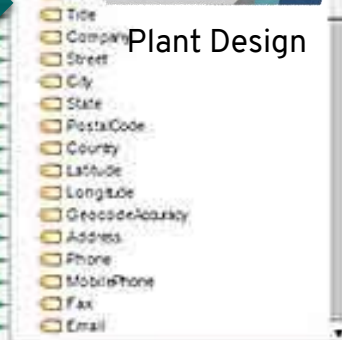 Title
Company
Plant Design
Street
City
State
PostalCode
Country
Latitude
Longitude
GeocodeAccuracy
Address
Phone
MobilePhone
Fax
Email